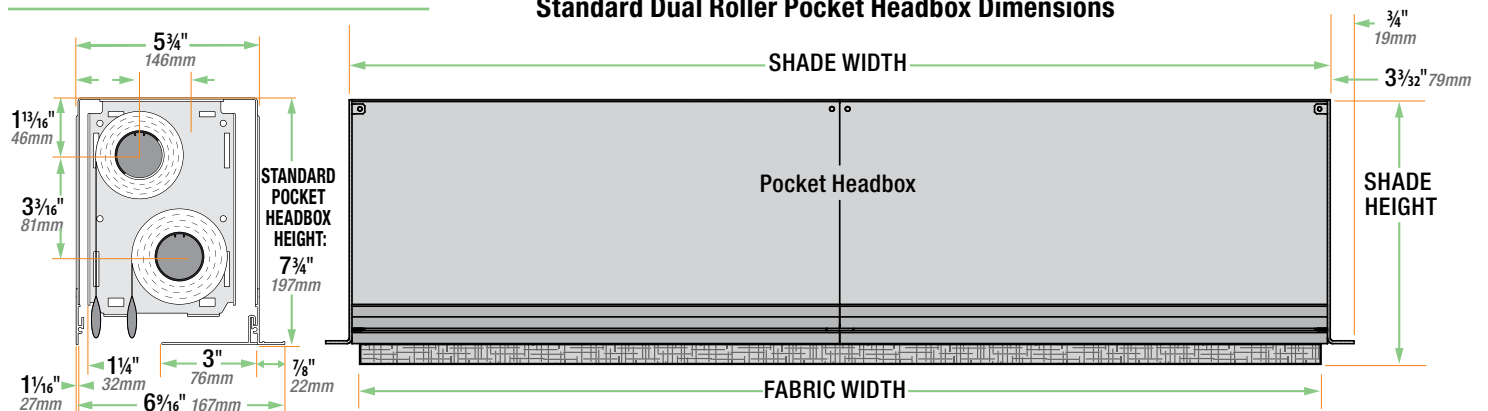 Standard Dual Roller Pocket Headbox Dimensions
5¾"
146mm
1¹³⁄₁₆"
46mm
3³⁄₁₆"
81mm
STANDARD
POCKET
HEADBOX
HEIGHT:
7¾"
197mm
1¼"
32mm
3"
76mm
⅞"
22mm
1¹⁄₁₆"
27mm
6⁹⁄₁₆" 167mm
SHADE WIDTH
¾"
19mm
3³⁄₃₂" 79mm
Pocket Headbox
SHADE
HEIGHT
FABRIC WIDTH